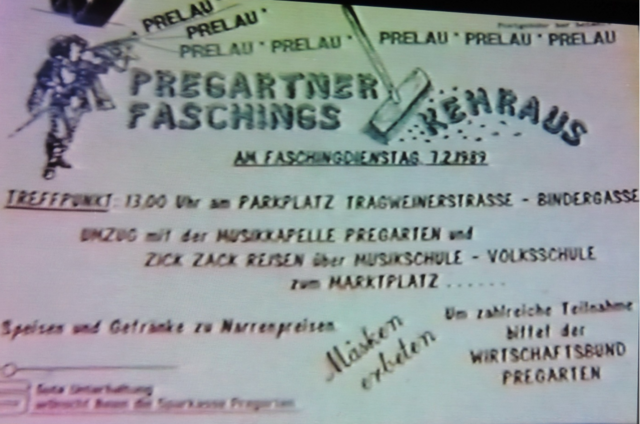 PRELAU
PRELAU
PRELAU * PRELAU *
PRELAU * PRELAU * PRELAU
PREGARTNER
FASCHINGS
KEHRAUS
AM FASCHINGDIENSTAG, 7.2.1989
TREFFPUNKT: 13,00 Uhr am PARKPLATZ TRAGWEINERSTRASSE - BINDERGASSE
UMZUG mit der MUSIKKAPELLE PREGARTEN und
ZICK ZACK REISEN über MUSIKSCHULE - VOLKSSCHULE
zum MARKTPLATZ ......
Speisen und Getränke zu Narrenpreisen
Masken
erbeten
Um zahlreiche Teilnahme
bittet der
WIRTSCHAFTSBUND
PREGARTEN
Gute Unterhaltung
wünscht Ihnen die Sparkasse Pregarten